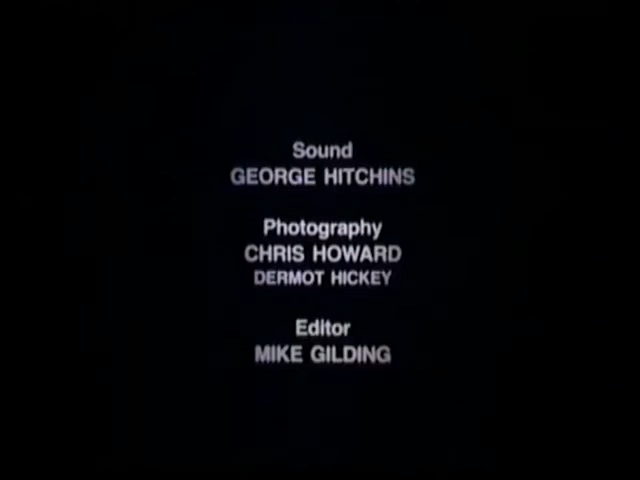 Sound
GEORGE HITCHINS
Photography
CHRIS HOWARD
DERMOT HICKEY
Editor
MIKE GILDING